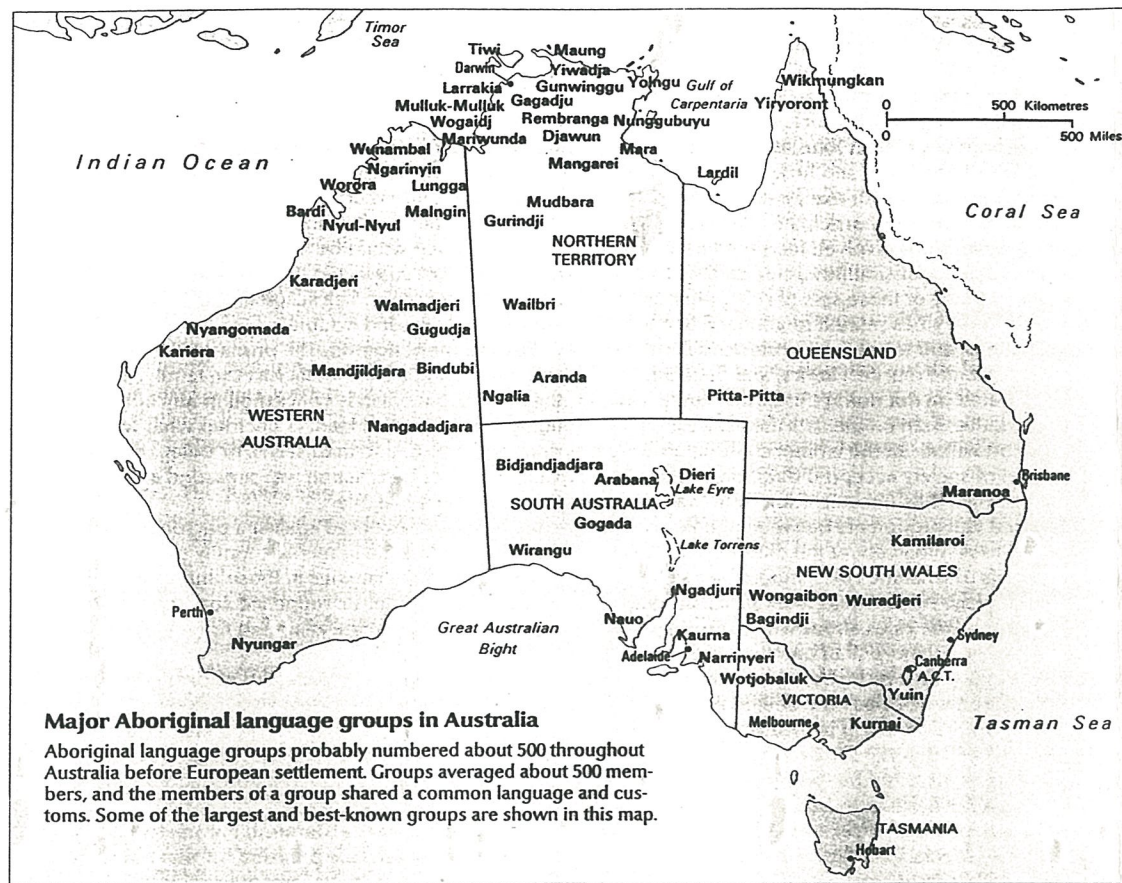 Timor
Sea
Tiwi
Maung
Darwin
Yiwadja
Larrakia
Gunwinggu
Yolngu
Gulf of
Carpentaria
Wikmungkan
Mulluk-Mulluk
Gagadju
Yiryoront
0 500 Kilometres
0 500 Miles
Wogaidj
Rembranga
Nunggubuyu
Mariwunda
Djawun
Mara
Indian Ocean
Wunambal
Mangarei
Ngarinyin
Lardil
Worora
Lungga
Mudbara
Bardi
Malngin
Gurindji
Coral Sea
Nyul-Nyul
NORTHERN
TERRITORY
Karadjeri
Walmadjeri
Wailbri
Nyangomada
Gugudja
Kariera
QUEENSLAND
Mandjildjara
Bindubi
Aranda
Ngalia
Pitta-Pitta
WESTERN
AUSTRALIA
Nangadadjara
Bidjandjadjara
Arabana
Dieri
Lake Eyre
Brisbane
Maranoa
SOUTH AUSTRALIA
Gogada
Kamilaroi
Wirangu
Lake Torrens
NEW SOUTH WALES
Ngadjuri
Wongaibon
Wuradjeri
Perth
Nauo
Bagindji
Nyungar
Great Australian
Bight
Kaurna
Sydney
Adelaide
Narrinyeri
Canberra
A.C.T.
Wotjobaluk
Yuin
VICTORIA
Melbourne
Kurnai
Tasman Sea
Major Aboriginal language groups in Australia
Aboriginal language groups probably numbered about 500 throughout
Australia before European settlement. Groups averaged about 500 mem-
bers, and the members of a group shared a common language and cus-
toms. Some of the largest and best-known groups are shown in this map.
TASMANIA
Hobart